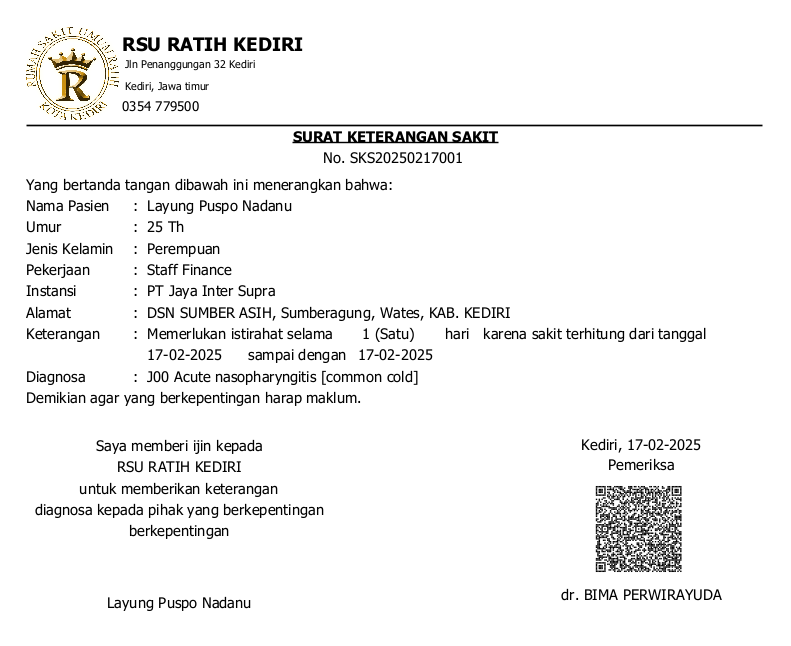 RUMAH SAKIT UMUM RATIH
KOTA KEDIRI
R
RSU RATIH KEDIRI
Jln Penanggungan 32 Kediri
Kediri, Jawa timur
0354 779500
SURAT KETERANGAN SAKIT
No. SKS20250217001
Yang bertanda tangan dibawah ini menerangkan bahwa:
Nama Pasien : Layung Puspo Nadanu
Umur : 25 Th
Jenis Kelamin : Perempuan
Pekerjaan : Staff Finance
Instansi : PT Jaya Inter Supra
Alamat : DSN SUMBER ASIH, Sumberagung, Wates, KAB. KEDIRI
Keterangan : Memerlukan istirahat selama 1 (Satu) hari karena sakit terhitung dari tanggal
17-02-2025 sampai dengan 17-02-2025
Diagnosa : J00 Acute nasopharyngitis [common cold]
Demikian agar yang berkepentingan harap maklum.
Saya memberi ijin kepada
RSU RATIH KEDIRI
untuk memberikan keterangan
diagnosa kepada pihak yang berkepentingan
berkepentingan
Layung Puspo Nadanu
Kediri, 17-02-2025
Pemeriksa
dr. BIMA PERWIRAYUDA